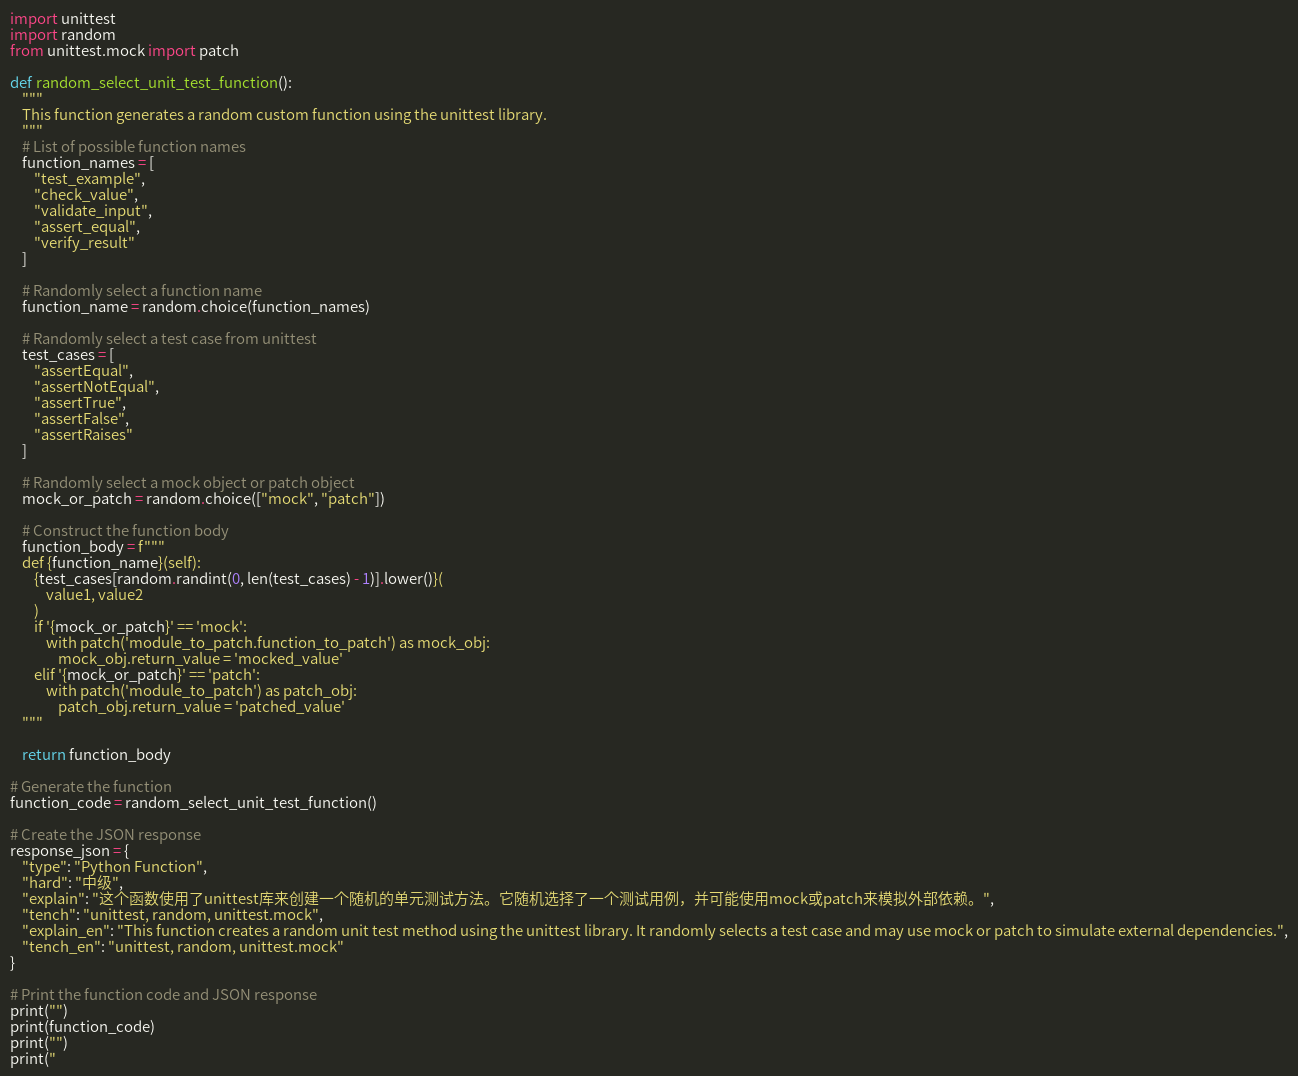 import unittest
import random
from unittest.mock import patch

def random_select_unit_test_function():
    """
    This function generates a random custom function using the unittest library.
    """
    # List of possible function names
    function_names = [
        "test_example",
        "check_value",
        "validate_input",
        "assert_equal",
        "verify_result"
    ]

    # Randomly select a function name
    function_name = random.choice(function_names)

    # Randomly select a test case from unittest
    test_cases = [
        "assertEqual",
        "assertNotEqual",
        "assertTrue",
        "assertFalse",
        "assertRaises"
    ]

    # Randomly select a mock object or patch object
    mock_or_patch = random.choice(["mock", "patch"])

    # Construct the function body
    function_body = f"""
    def {function_name}(self):
        {test_cases[random.randint(0, len(test_cases) - 1)].lower()}(
            value1, value2
        )
        if '{mock_or_patch}' == 'mock':
            with patch('module_to_patch.function_to_patch') as mock_obj:
                mock_obj.return_value = 'mocked_value'
        elif '{mock_or_patch}' == 'patch':
            with patch('module_to_patch') as patch_obj:
                patch_obj.return_value = 'patched_value'
    """

    return function_body

# Generate the function
function_code = random_select_unit_test_function()

# Create the JSON response
response_json = {
    "type": "Python Function",
    "hard": "中级",
    "explain": "这个函数使用了unittest库来创建一个随机的单元测试方法。它随机选择了一个测试用例，并可能使用mock或patch来模拟外部依赖。",
    "tench": "unittest, random, unittest.mock",
    "explain_en": "This function creates a random unit test method using the unittest library. It randomly selects a test case and may use mock or patch to simulate external dependencies.",
    "tench_en": "unittest, random, unittest.mock"
}

# Print the function code and JSON response
print("")
print(function_code)
print("")
print("